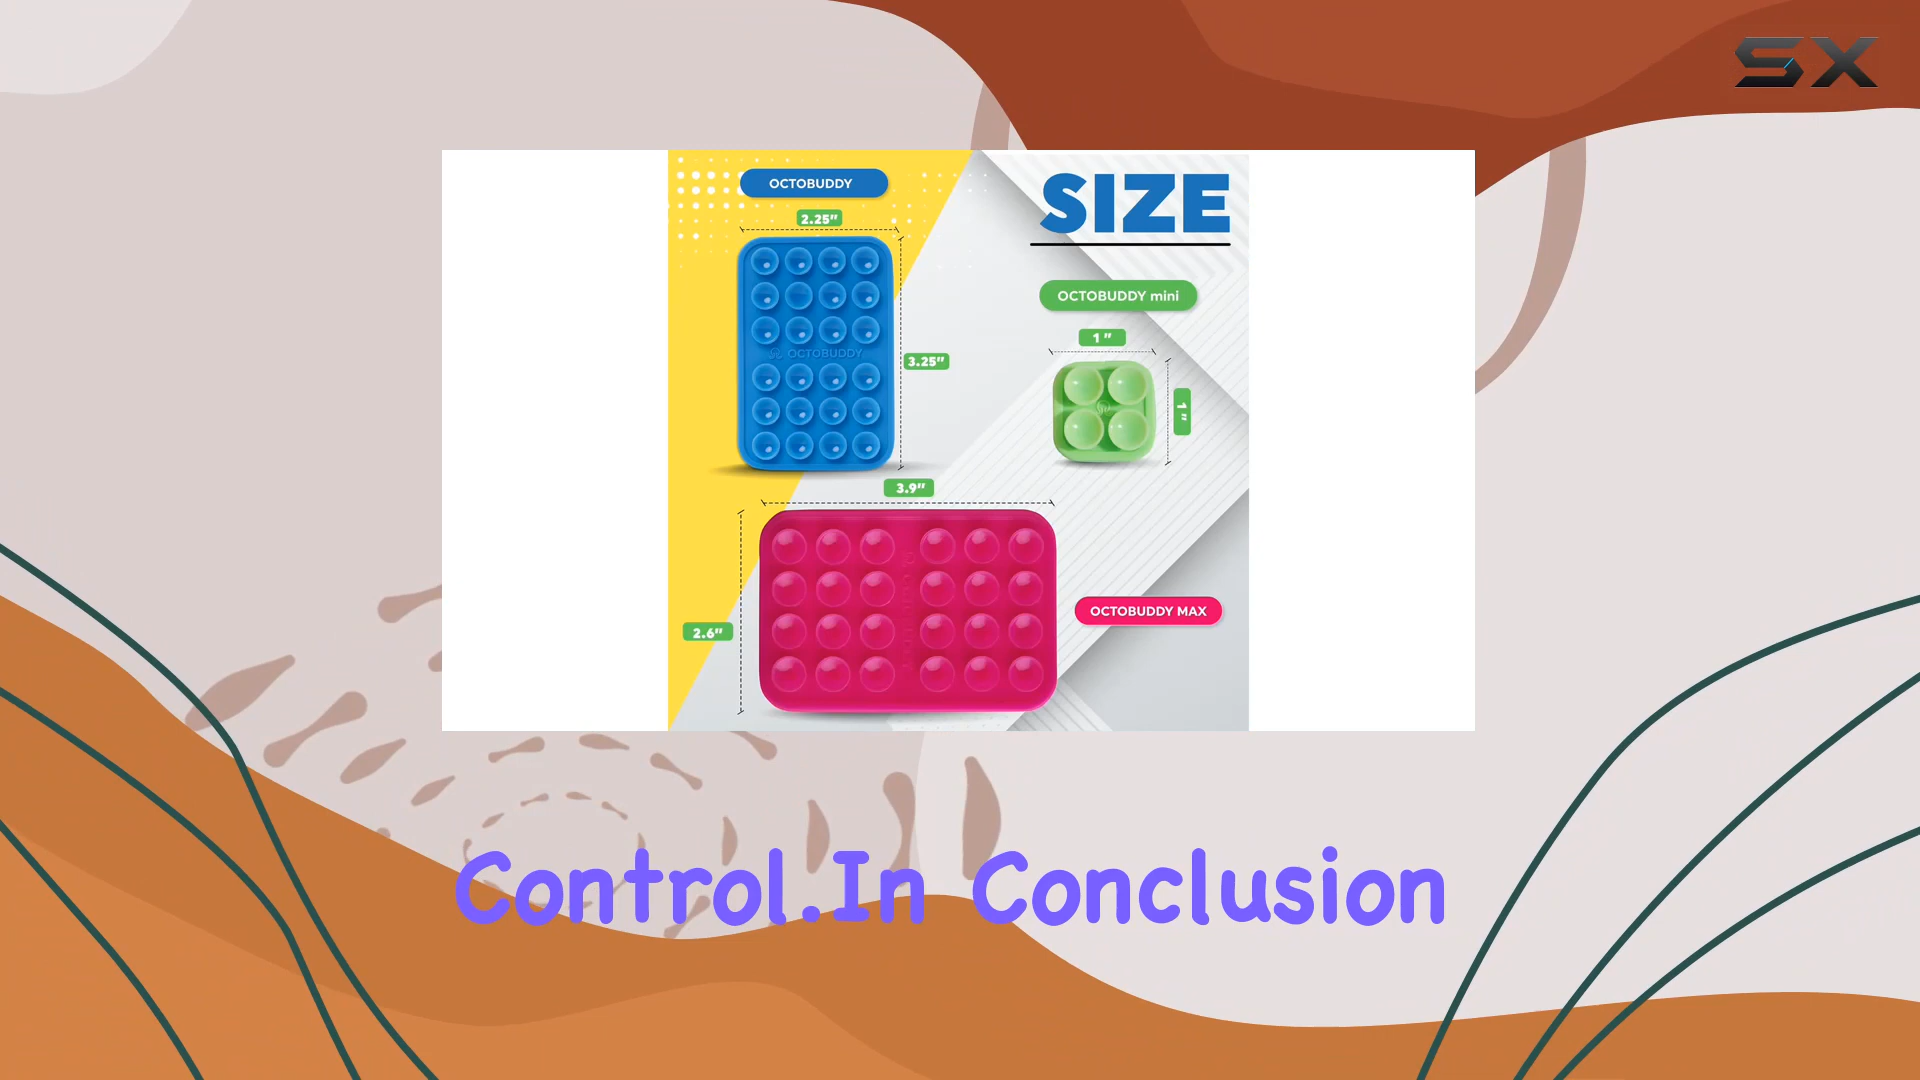 SX
OCTOBUDDY
SIZE
2.25"
OCTOBUDDY mini
1"
OCTOBUDDY
3.25"
1"
3.9"
OCTOBUDDY MAX
2.6"
Control.In Conclusion